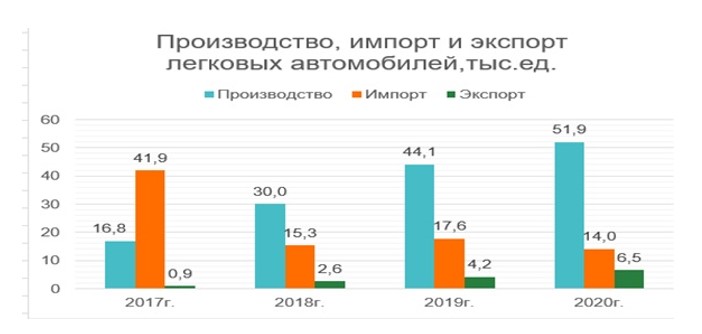 Производство, импорт и экспорт
легковых автомобилей,тыс.ед.
Производство Импорт Экспорт
60
50
40
30
20
10
0
16,8 41,9 0,9
30,0 15,3 2,6
44,1 17,6 4,2
51,9 14,0 6,5
2017г. 2018г. 2019г. 2020г.